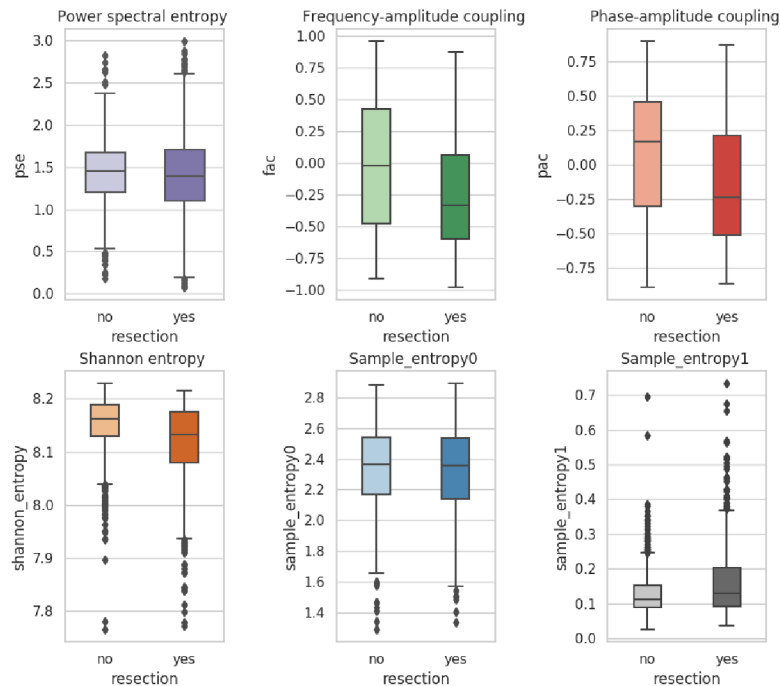 Power spectral entropy
3.0
2.5
2.0
1.5
1.0
0.5
0.0
pse
no yes
resection
Frequency-amplitude coupling
1.00
0.75
0.50
0.25
0.00
−0.25
−0.50
−0.75
−1.00
fac
no yes
resection
Phase-amplitude coupling
0.75
0.50
0.25
0.00
−0.25
−0.50
−0.75
pac
no yes
resection
Shannon entropy
8.2
8.1
8.0
7.9
7.8
shannon_entropy
no yes
resection
Sample_entropy0
2.8
2.6
2.4
2.2
2.0
1.8
1.6
1.4
sample_entropy0
no yes
resection
Sample_entropy1
0.7
0.6
0.5
0.4
0.3
0.2
0.1
0.0
sample_entropy1
no yes
resection